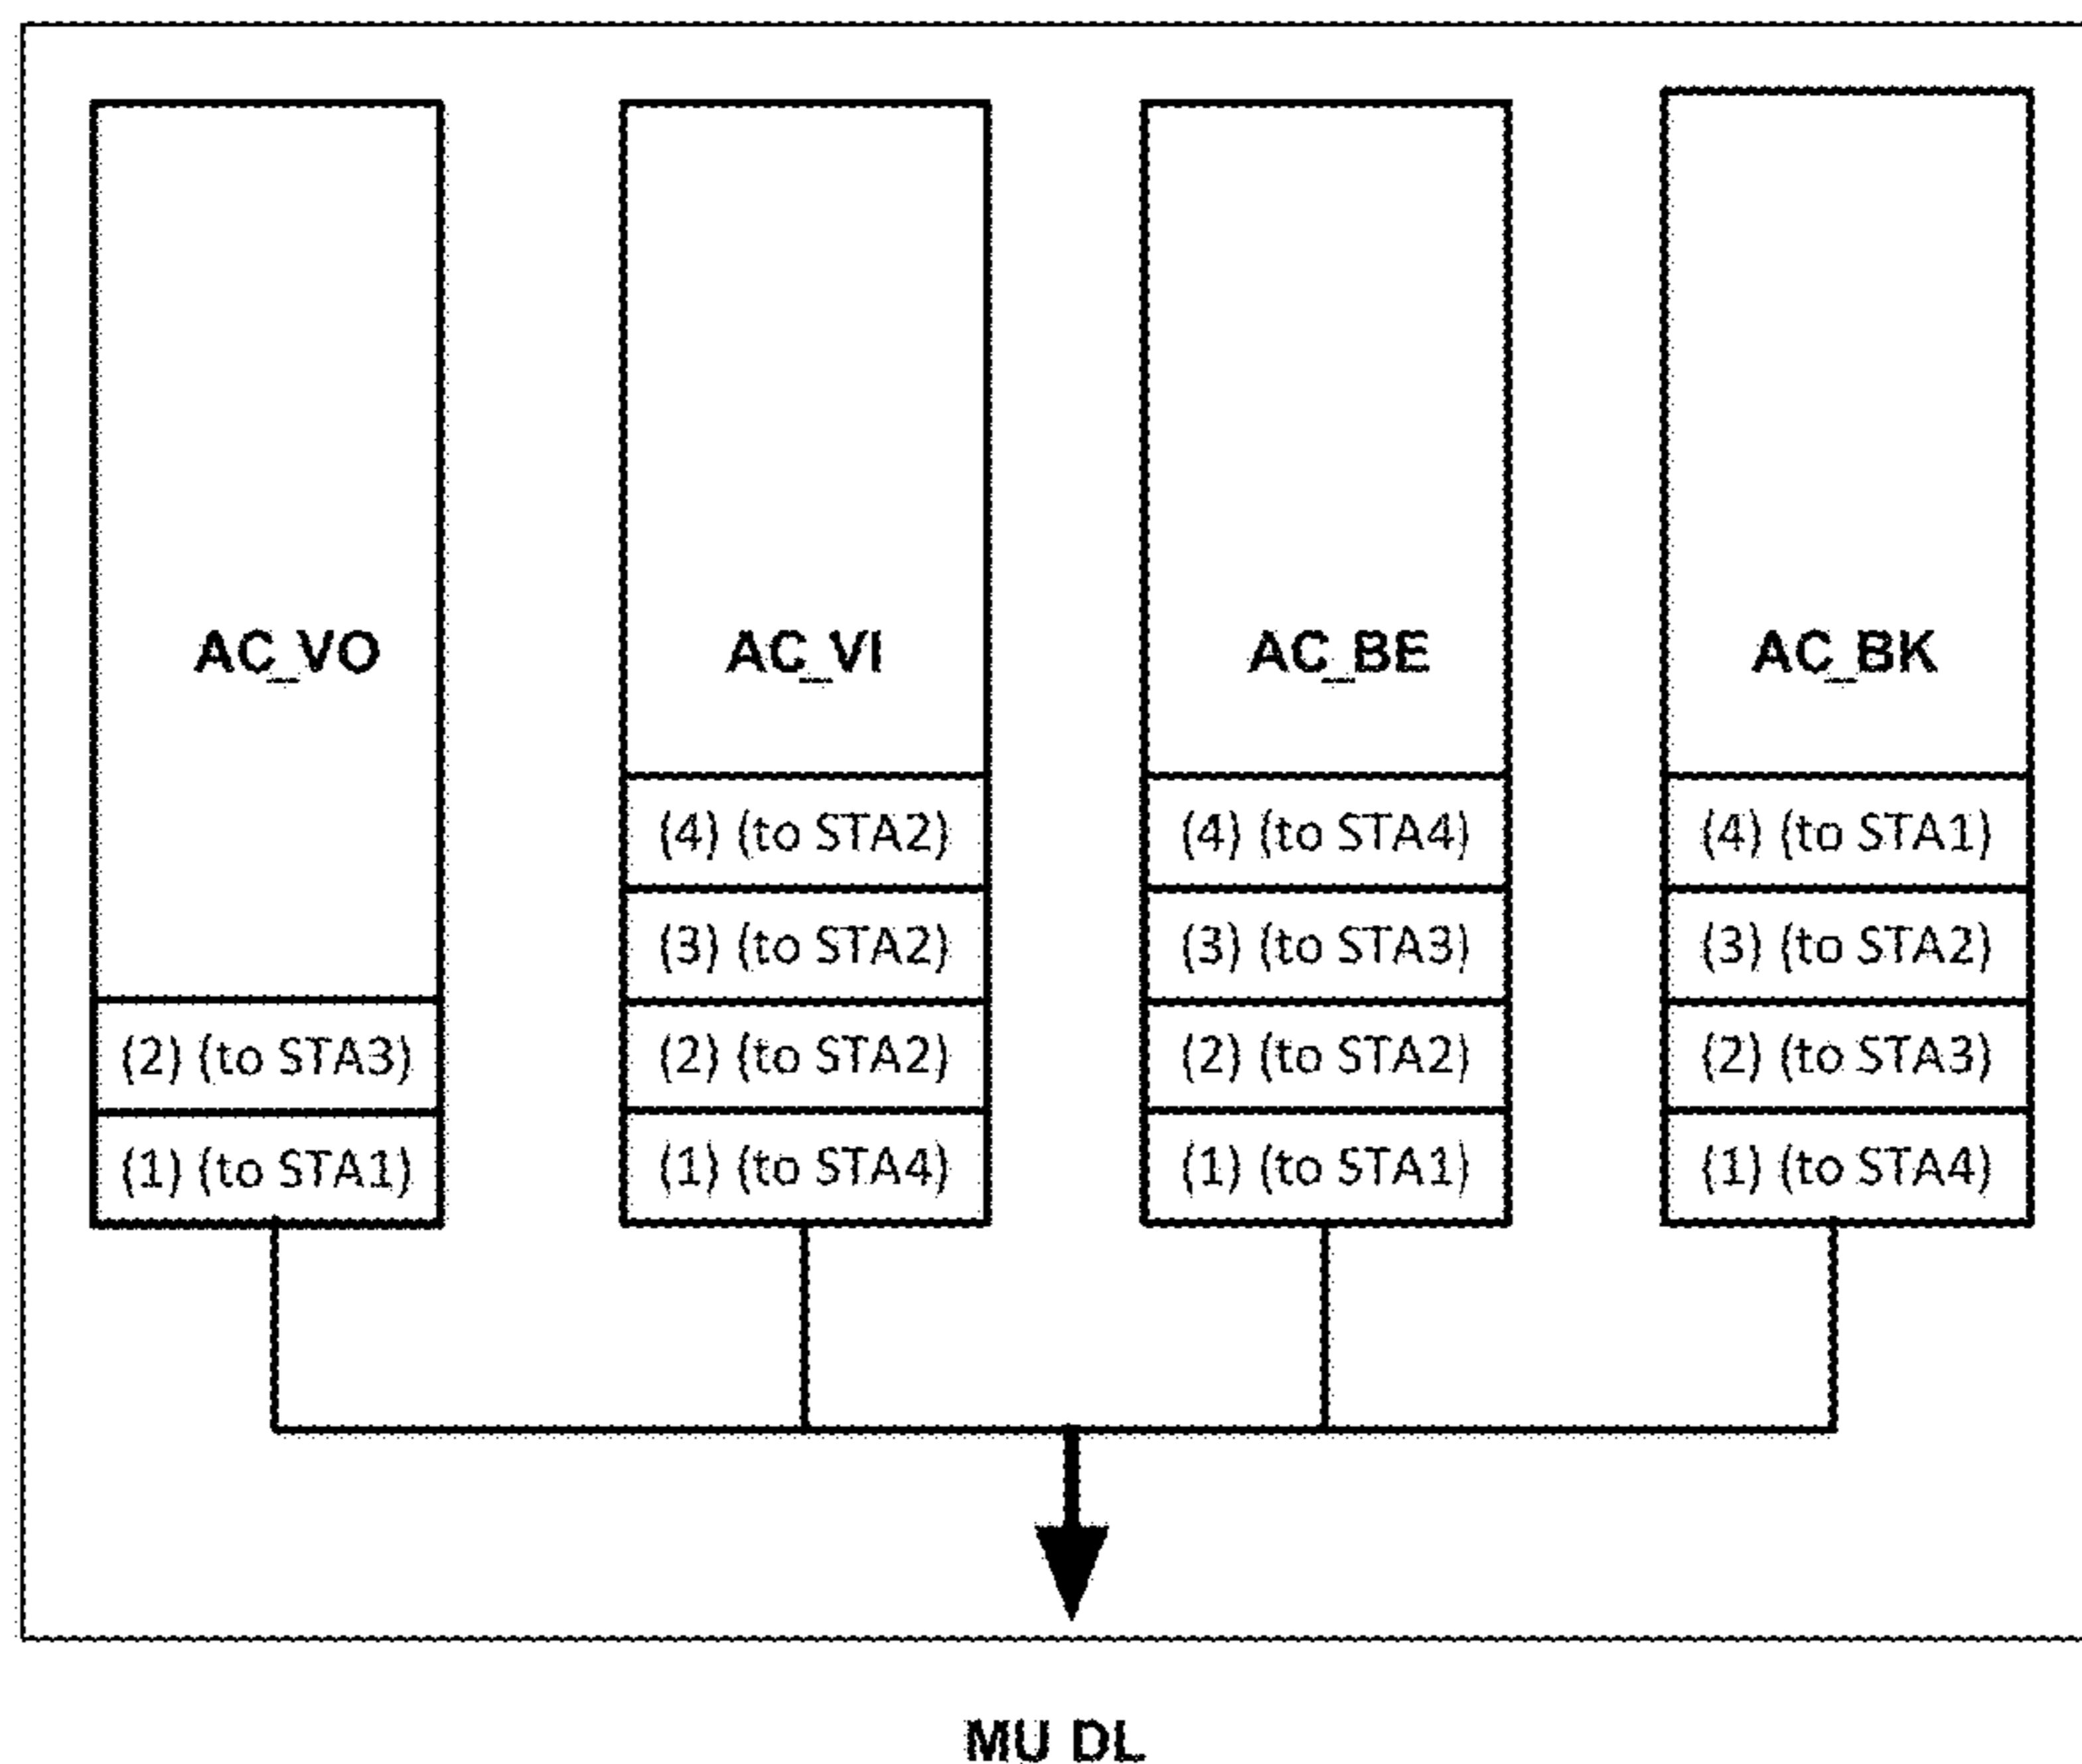 AC_VO
AC_VI
AC_BE
AC_BK
(4) (to STA2)
(4) (to STA4)
(4) (to STA1)
(3) (to STA2)
(3) (to STA3)
(3) (to STA2)
(2) (to STA3)
(2) (to STA2)
(2) (to STA2)
(2) (to STA3)
(1) (to STA1)
(1) (to STA4)
(1) (to STA1)
(1) (to STA4)
MU DL